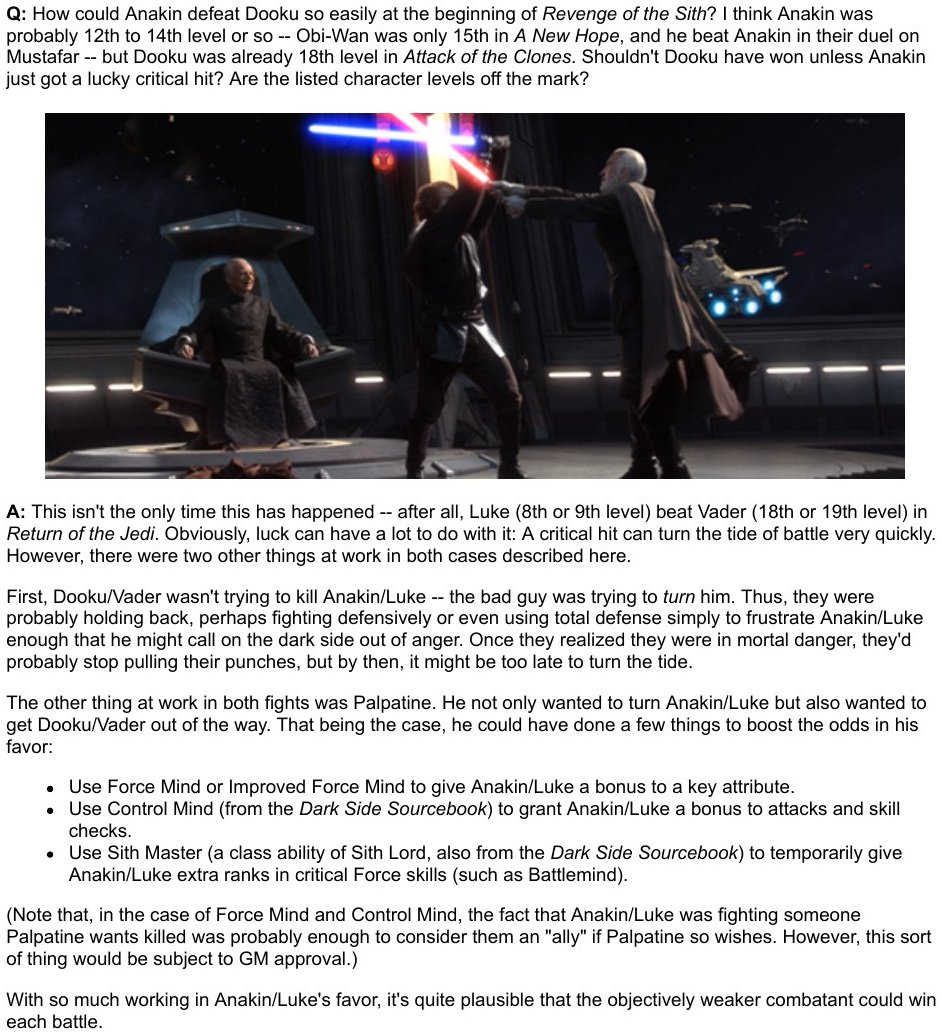 Q: How could Anakin defeat Dooku so easily at the beginning of Revenge of the Sith? I think Anakin was
probably 12th to 14th level or so -- Obi-Wan was only 15th in A New Hope, and he beat Anakin in their duel on
Mustafar -- but Dooku was already 18th level in Attack of the Clones. Shouldn't Dooku have won unless Anakin
just got a lucky critical hit? Are the listed character levels off the mark?
A: This isn't the only time this has happened -- after all, Luke (8th or 9th level) beat Vader (18th or 19th level) in
Return of the Jedi. Obviously, luck can have a lot to do with it: A critical hit can turn the tide of battle very quickly.
However, there were two other things at work in both cases described here.
First, Dooku/Vader wasn't trying to kill Anakin/Luke -- the bad guy was trying to turn him. Thus, they were
probably holding back, perhaps fighting defensively or even using total defense simply to frustrate Anakin/Luke
enough that he might call on the dark side out of anger. Once they realized they were in mortal danger, they'd
probably stop pulling their punches, but by then, it might be too late to turn the tide.
The other thing at work in both fights was Palpatine. He not only wanted to turn Anakin/Luke but also wanted to
get Dooku/Vader out of the way. That being the case, he could have done a few things to boost the odds in his
favor:
• Use Force Mind or Improved Force Mind to give Anakin/Luke a bonus to a key attribute.
• Use Control Mind (from the Dark Side Sourcebook) to grant Anakin/Luke a bonus to attacks and skill
checks.
• Use Sith Master (a class ability of Sith Lord, also from the Dark Side Sourcebook) to temporarily give
Anakin/Luke extra ranks in critical Force skills (such as Battlemind).
(Note that, in the case of Force Mind and Control Mind, the fact that Anakin/Luke was fighting someone
Palpatine wants killed was probably enough to consider them an "ally" if Palpatine so wishes. However, this sort
of thing would be subject to GM approval.)
With so much working in Anakin/Luke's favor, it's quite plausible that the objectively weaker combatant could win
each battle.